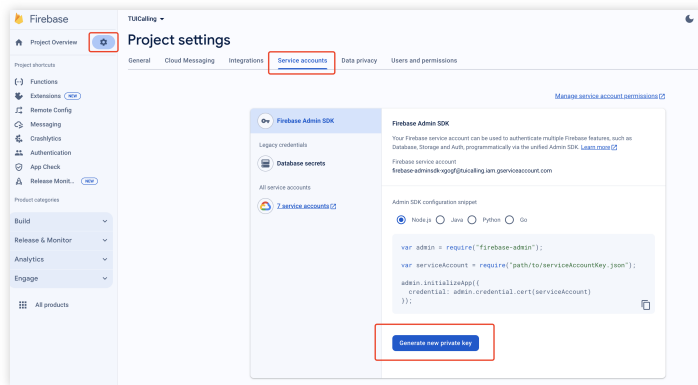 Firebase
Project Overview
Project shortcuts
Functions
Extensions NEW
Remote Config
Messaging
Crashlytics
Authentication
App Check
Release Monit... NEW
Product categories
Build
Release & Monitor
Analytics
Engage
All products
TUICalling
Project settings
General Cloud Messaging Integrations Service accounts Data privacy Users and permissions
Manage service account permissions
Firebase Admin SDK
Legacy credentials
Database secrets
All service accounts
7 service accounts
Firebase Admin SDK
Your Firebase service account can be used to authenticate multiple Firebase features, such as
Database, Storage and Auth, programmatically via the unified Admin SDK. Learn more
Firebase service account
firebase-adminsdk-xgogf@tuicalling.iam.gserviceaccount.com
Admin SDK configuration snippet
Node.js Java Python Go
var admin = require("firebase-admin");
var serviceAccount = require("path/to/serviceAccountKey.json");
admin.initializeApp({
credential: admin.credential.cert(serviceAccount)
});
Generate new private key